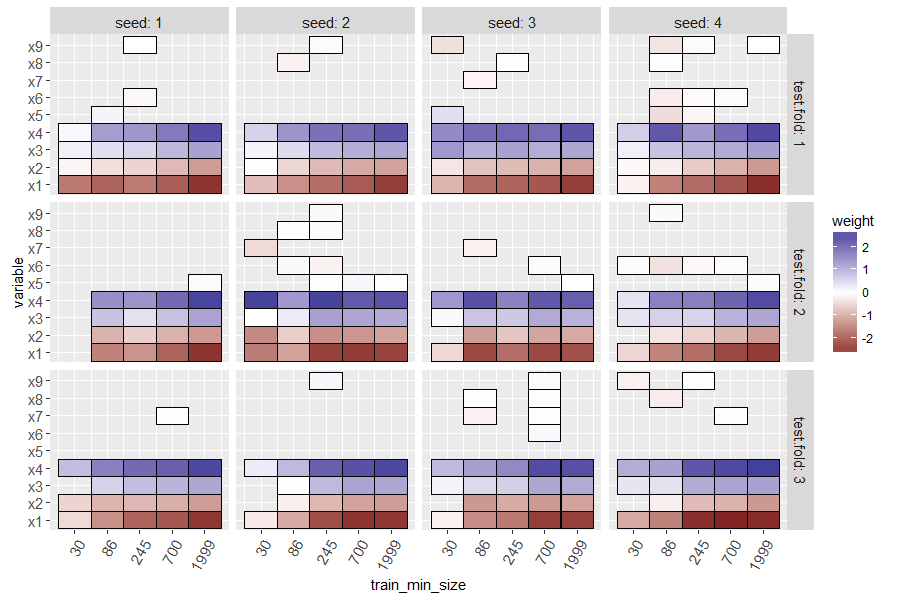 seed: 1 seed: 2 seed: 3 seed: 4
x9
x8
x7
x6
x5
x4
x3
x2
x1
test.fold: 1
x9
x8
x7
x6
x5
x4
x3
x2
x1
test.fold: 2
x9
x8
x7
x6
x5
x4
x3
x2
x1
test.fold: 3
variable
30 86 245 700 1999 30 86 245 700 1999 30 86 245 700 1999 30 86 245 700 1999
train_min_size
weight
2
1
0
-1
-2